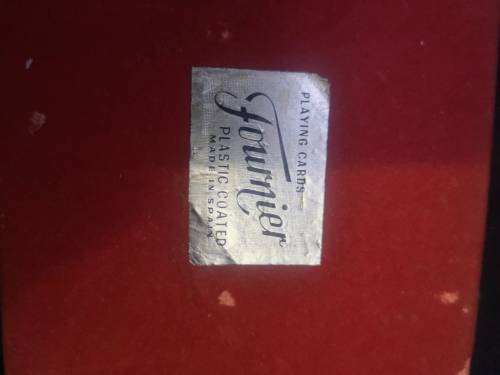 PLAYING CARDS
Fournier
PLASTIC COATED
MADE IN SPAIN